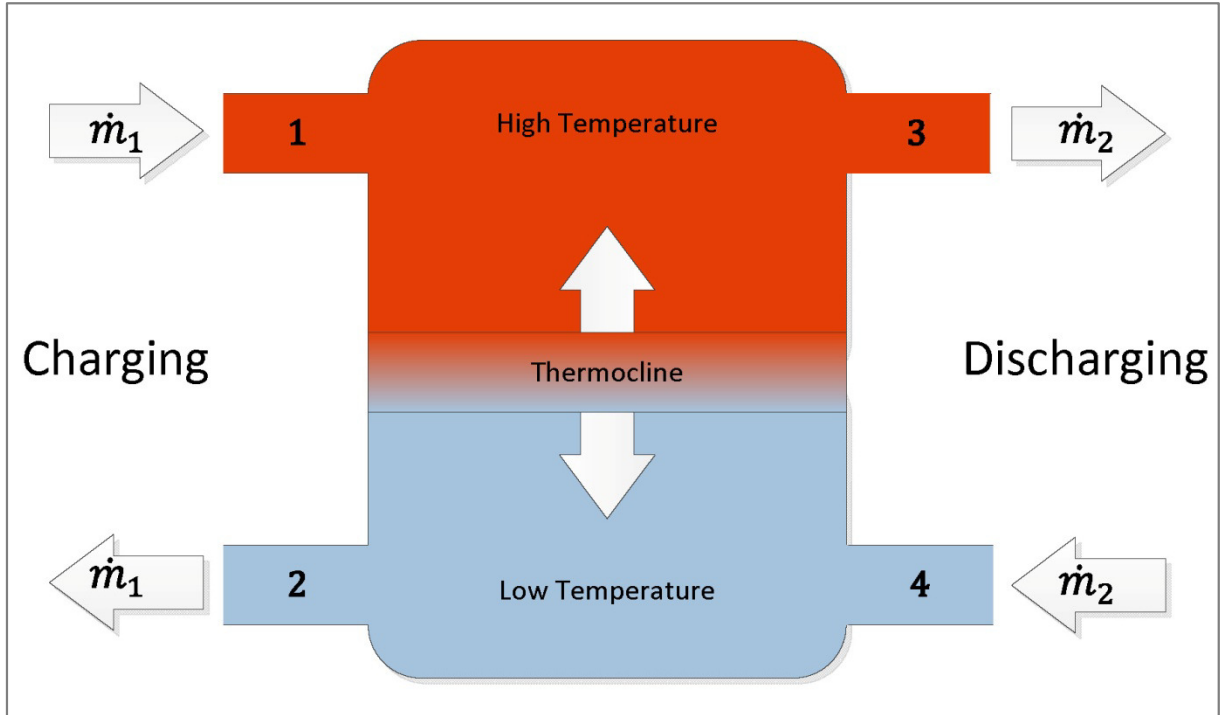 ṁ₁
1
High Temperature
3
ṁ₂
Charging
Thermocline
Discharging
ṁ₁
2
Low Temperature
4
ṁ₂